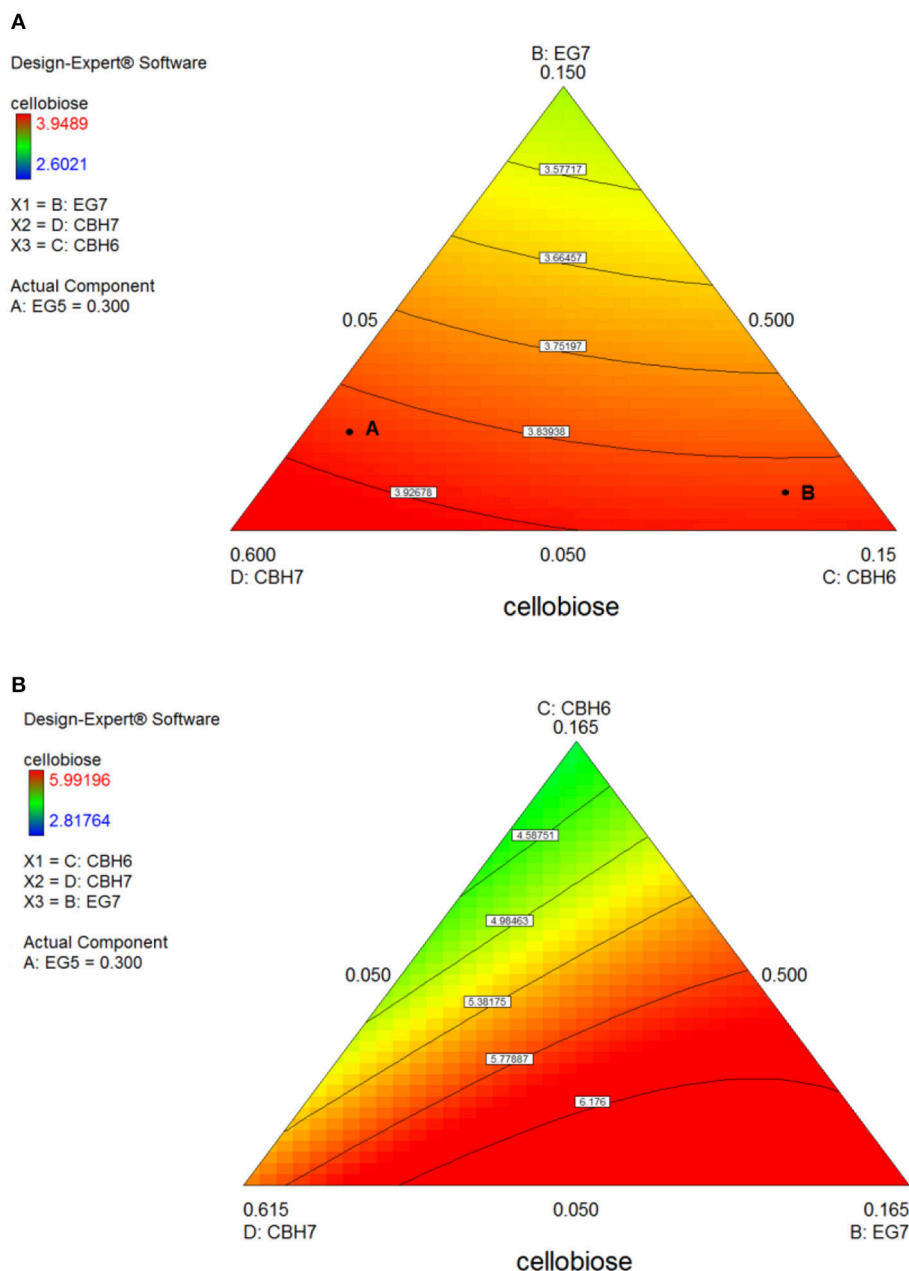 A
Design-Expert® Software
cellobiose
3.9489
2.6021
X1 = B: EG7
X2 = D: CBH7
X3 = C: CBH6
Actual Component
A: EG5 = 0.300
B: EG7
0.150
3.57717
3.66457
0.05
0.500
3.75197
3.83938
A
3.92678
B
0.600
0.050
0.15
D: CBH7
C: CBH6
cellobiose
B
Design-Expert® Software
cellobiose
5.99196
2.81764
X1 = C: CBH6
X2 = D: CBH7
X3 = B: EG7
Actual Component
A: EG5 = 0.300
C: CBH6
0.165
4.58751
4.98463
0.050
0.500
5.38175
5.77887
6.176
0.615
0.050
0.165
D: CBH7
B: EG7
cellobiose